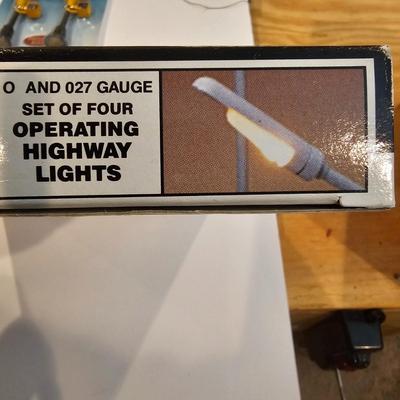 O AND 027 GAUGE
SET OF FOUR
OPERATING
HIGHWAY
LIGHTS